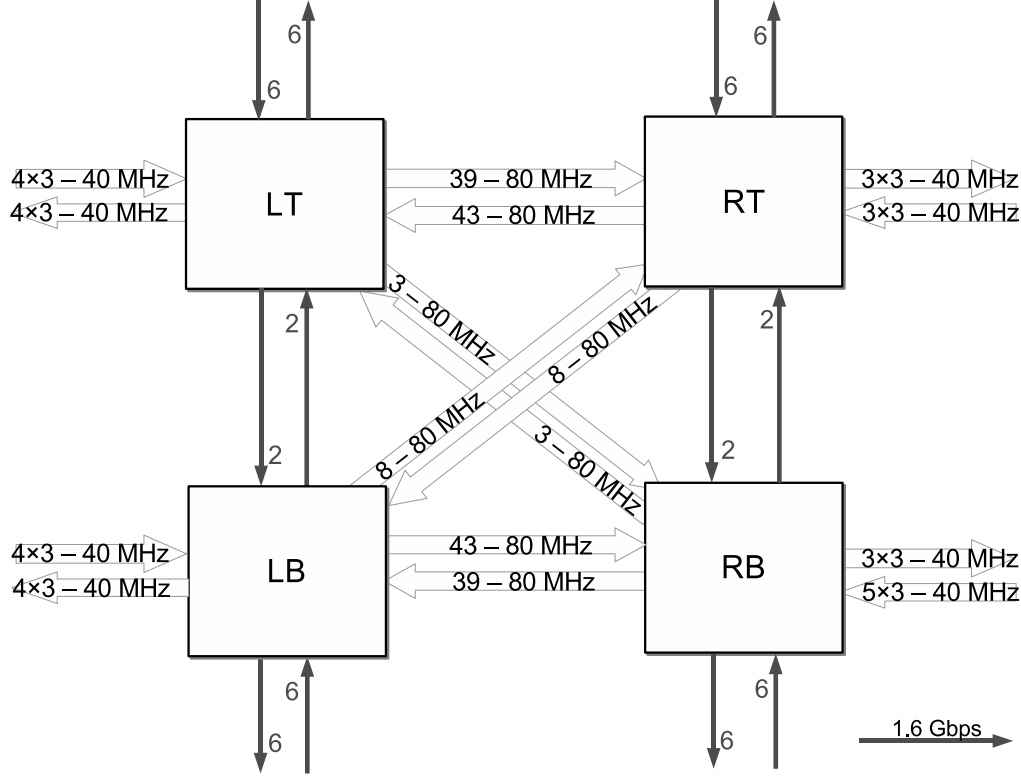 6
6
6
6
4×3 – 40 MHz
39 – 80 MHz
3×3 – 40 MHz
LT
RT
4×3 – 40 MHz
43 – 80 MHz
3×3 – 40 MHz
3 – 80 MHz
8 – 80 MHz
2
2
8 – 80 MHz
3 – 80 MHz
2
2
4×3 – 40 MHz
43 – 80 MHz
3×3 – 40 MHz
LB
RB
4×3 – 40 MHz
39 – 80 MHz
5×3 – 40 MHz
6
6
6
6
1.6 Gbps